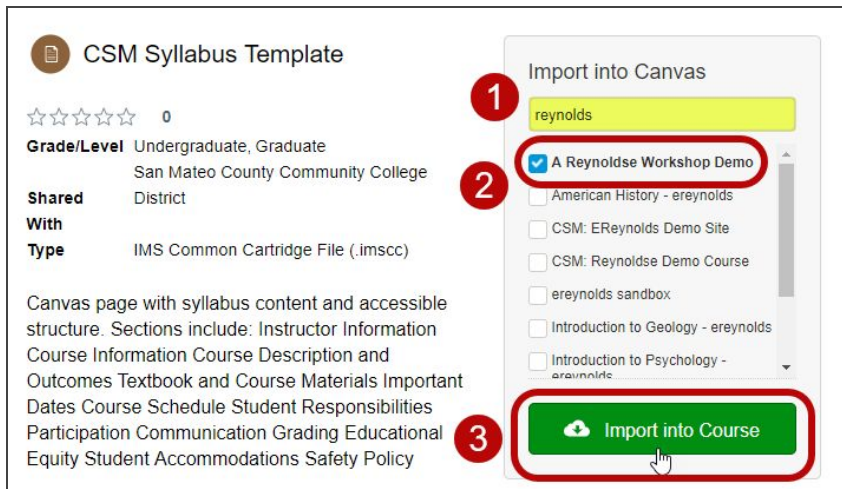 CSM Syllabus Template
0
Grade/Level Undergraduate, Graduate
San Mateo County Community College
Shared District
With
Type IMS Common Cartridge File (.imscc)
Canvas page with syllabus content and accessible
structure. Sections include: Instructor Information
Course Information Course Description and
Outcomes Textbook and Course Materials Important
Dates Course Schedule Student Responsibilities
Participation Communication Grading Educational
Equity Student Accommodations Safety Policy
Import into Canvas
1
reynolds
2
A Reynoldse Workshop Demo
American History - ereynolds
CSM: EReynolds Demo Site
CSM: Reynoldse Demo Course
ereynolds sandbox
Introduction to Geology - ereynolds
Introduction to Psychology -
ereynolds
3
Import into Course